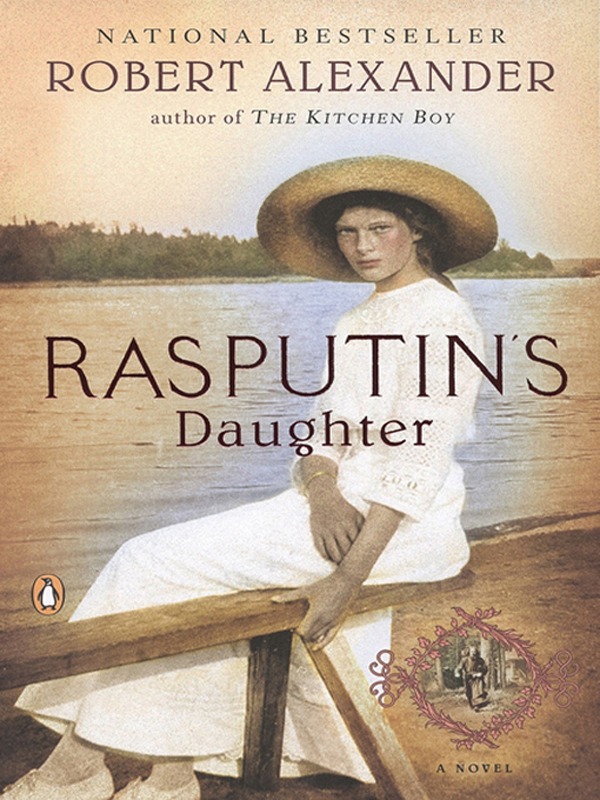 NATIONAL BESTSELLER
ROBERT ALEXANDER
author of THE KITCHEN BOY
RASPUTIN'S
Daughter
A NOVEL